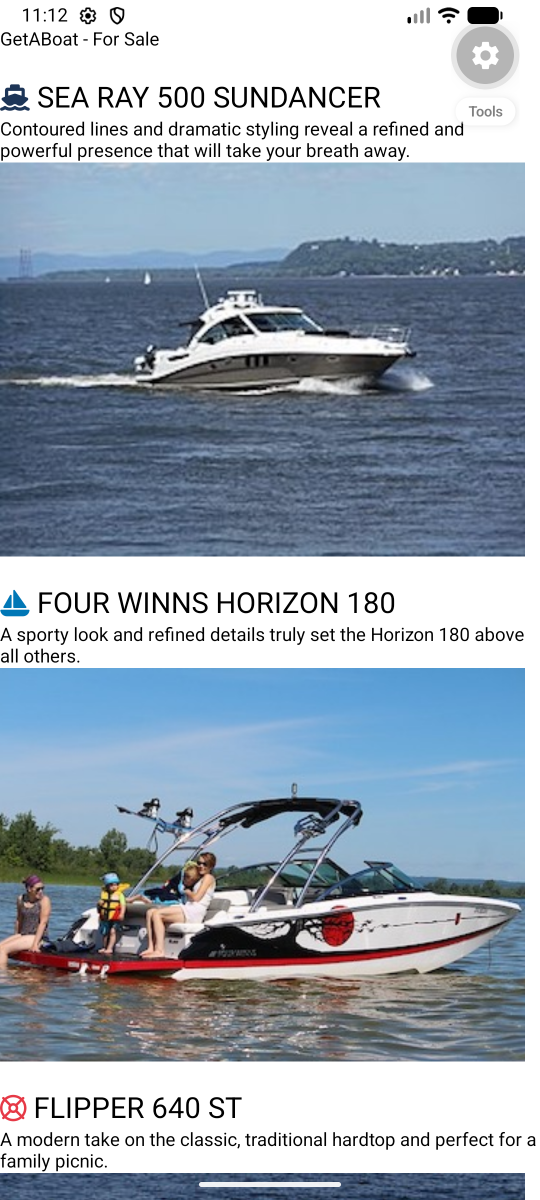 11:12
GetABoat - For Sale
Tools
SEA RAY 500 SUNDANCER
Contoured lines and dramatic styling reveal a refined and
powerful presence that will take your breath away.
FOUR WINNS HORIZON 180
A sporty look and refined details truly set the Horizon 180 above
all others.
FOUR WINNS
FLIPPER 640 ST
A modern take on the classic, traditional hardtop and perfect for a
family picnic.